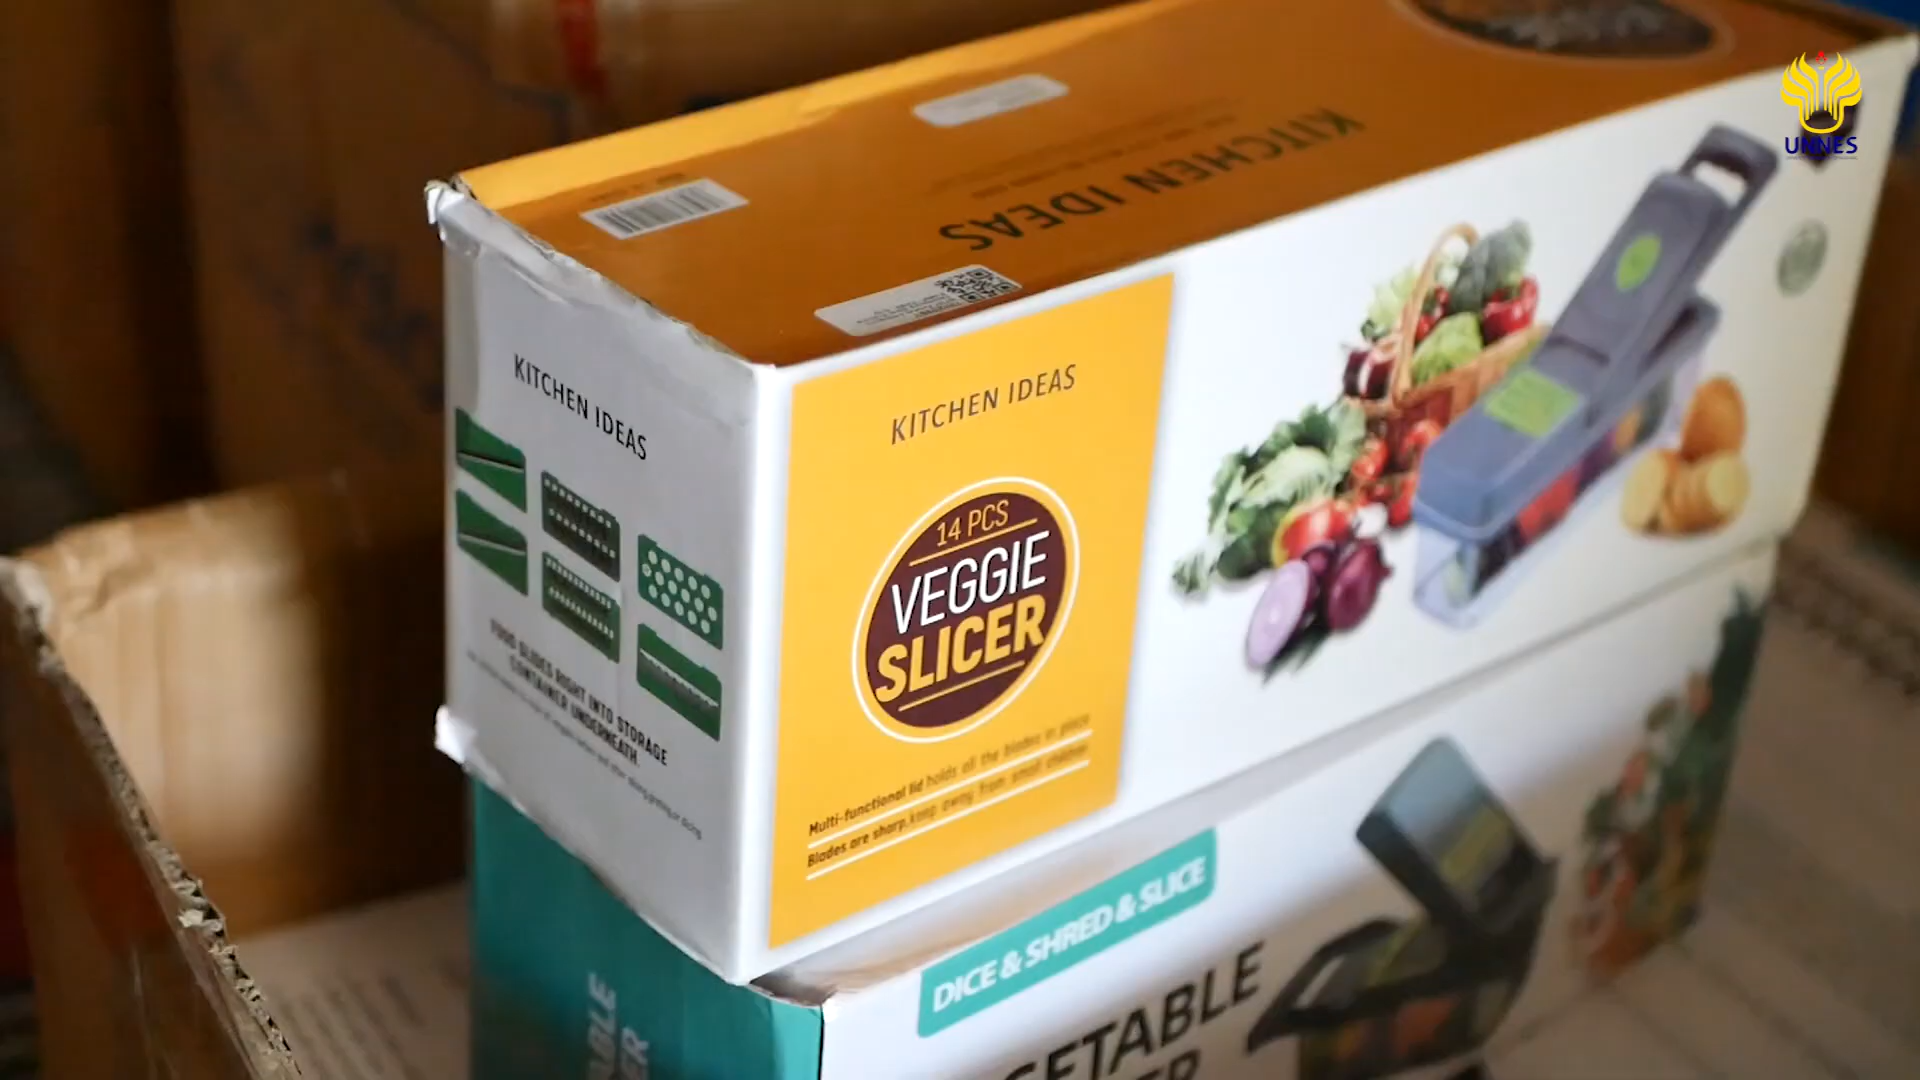 UNNES
KITCHEN IDEAS
KITCHEN IDEAS
FOOD SLIDES RIGHT INTO STORAGE
CONTAINER UNDERNEATH.
KITCHEN IDEAS
14 PCS
VEGGIE
SLICER
Multi-functional lid holds all the blades in place
Blades are sharp,keep away from small children
DICE & SHRED & SLICE
GETABLE